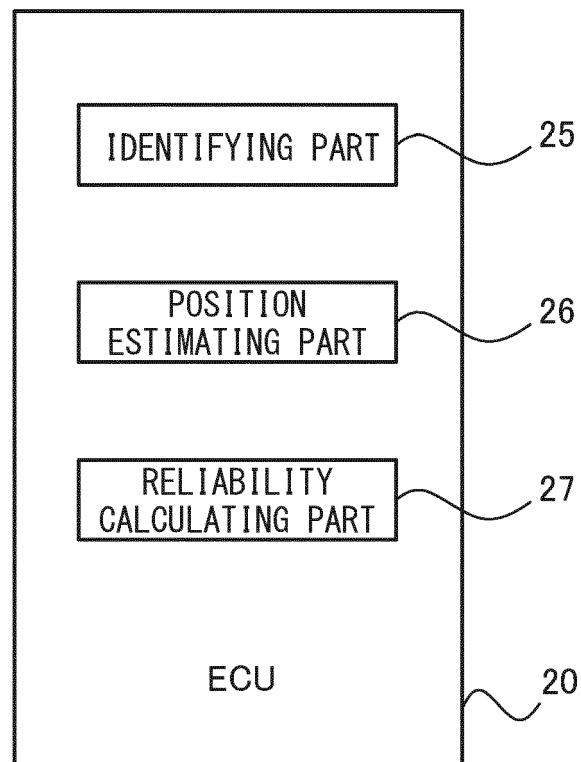 IDENTIFYING PART
25
POSITION
ESTIMATING PART
26
RELIABILITY
CALCULATING PART
27
ECU
20